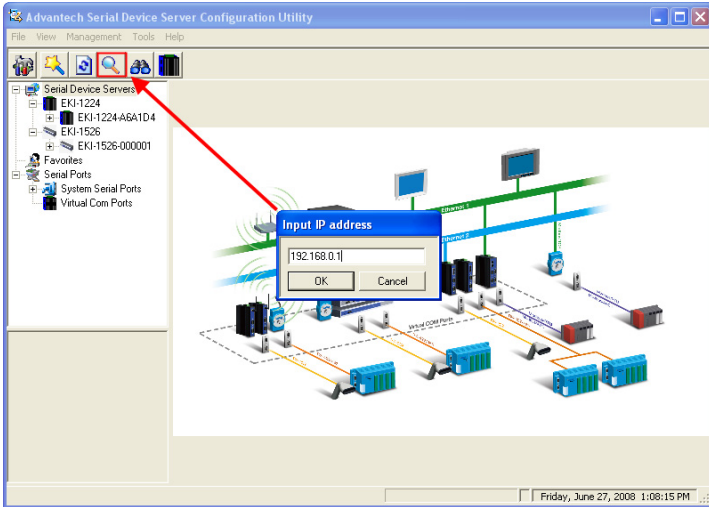 Advantech Serial Device Server Configuration Utility
File View Management Tools Help
Serial Device Servers
EKI-1224
EKI-1224-A6A1D4
EKI-1526
EKI-1526-000001
Favorites
Serial Ports
System Serial Ports
Virtual Com Ports
Ethernet 1
Ethernet 2
Input IP address
192.168.0.1
OK Cancel
Virtual COM Ports
Friday, June 27, 2008 1:08:15 PM